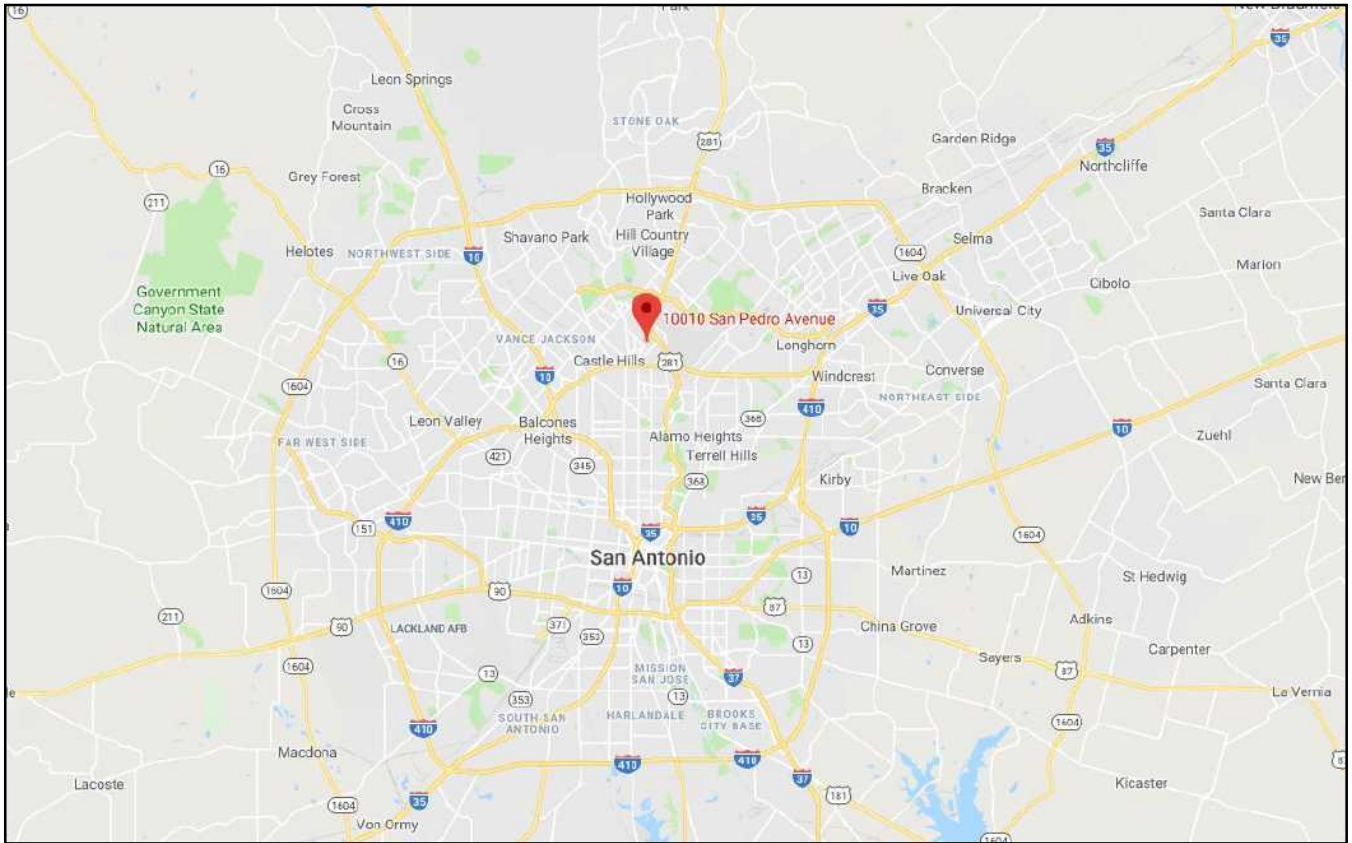 16
Park
35
Leon Springs
Cross
Mountain
STONE OAK
281
Garden Ridge
35
Northcliffe
16
Grey Forest
Bracken
211
Hollywood
Park
Santa Clara
Shavano Park
Hill Country
Village
Selma
Helotes
NORTHWEST SIDE
10
1604
Live Oak
Marion
Cibolo
Government
Canyon State
Natural Area
35
Universal City
10010 San Pedro Avenue
VANCE JACKSON
Longhorn
Castle Hills
281
16
10
Windcrest
Converse
1604
Santa Clara
NORTHEAST SIDE
410
368
Leon Valley
Balcones
Heights
10
Zuehl
FAR WEST SIDE
Alamo Heights
Terrell Hills
421
345
368
Kirby
410
151
35
35
10
1604
San Antonio
13
Martinez
St Hedwig
10
1604
90
87
211
90
LACKLAND AFB
371
353
13
China Grove
Adkins
Carpenter
Sayers
87
1604
13
MISSION
SAN JOSE
37
353
13
La Vernia
SOUTH SAN
ANTONIO
HARLANDALE
BROOKS
CITY BASE
1604
410
Macdona
410
410
37
Lacoste
Kicaster
1604
35
181
Von Ormy
1604